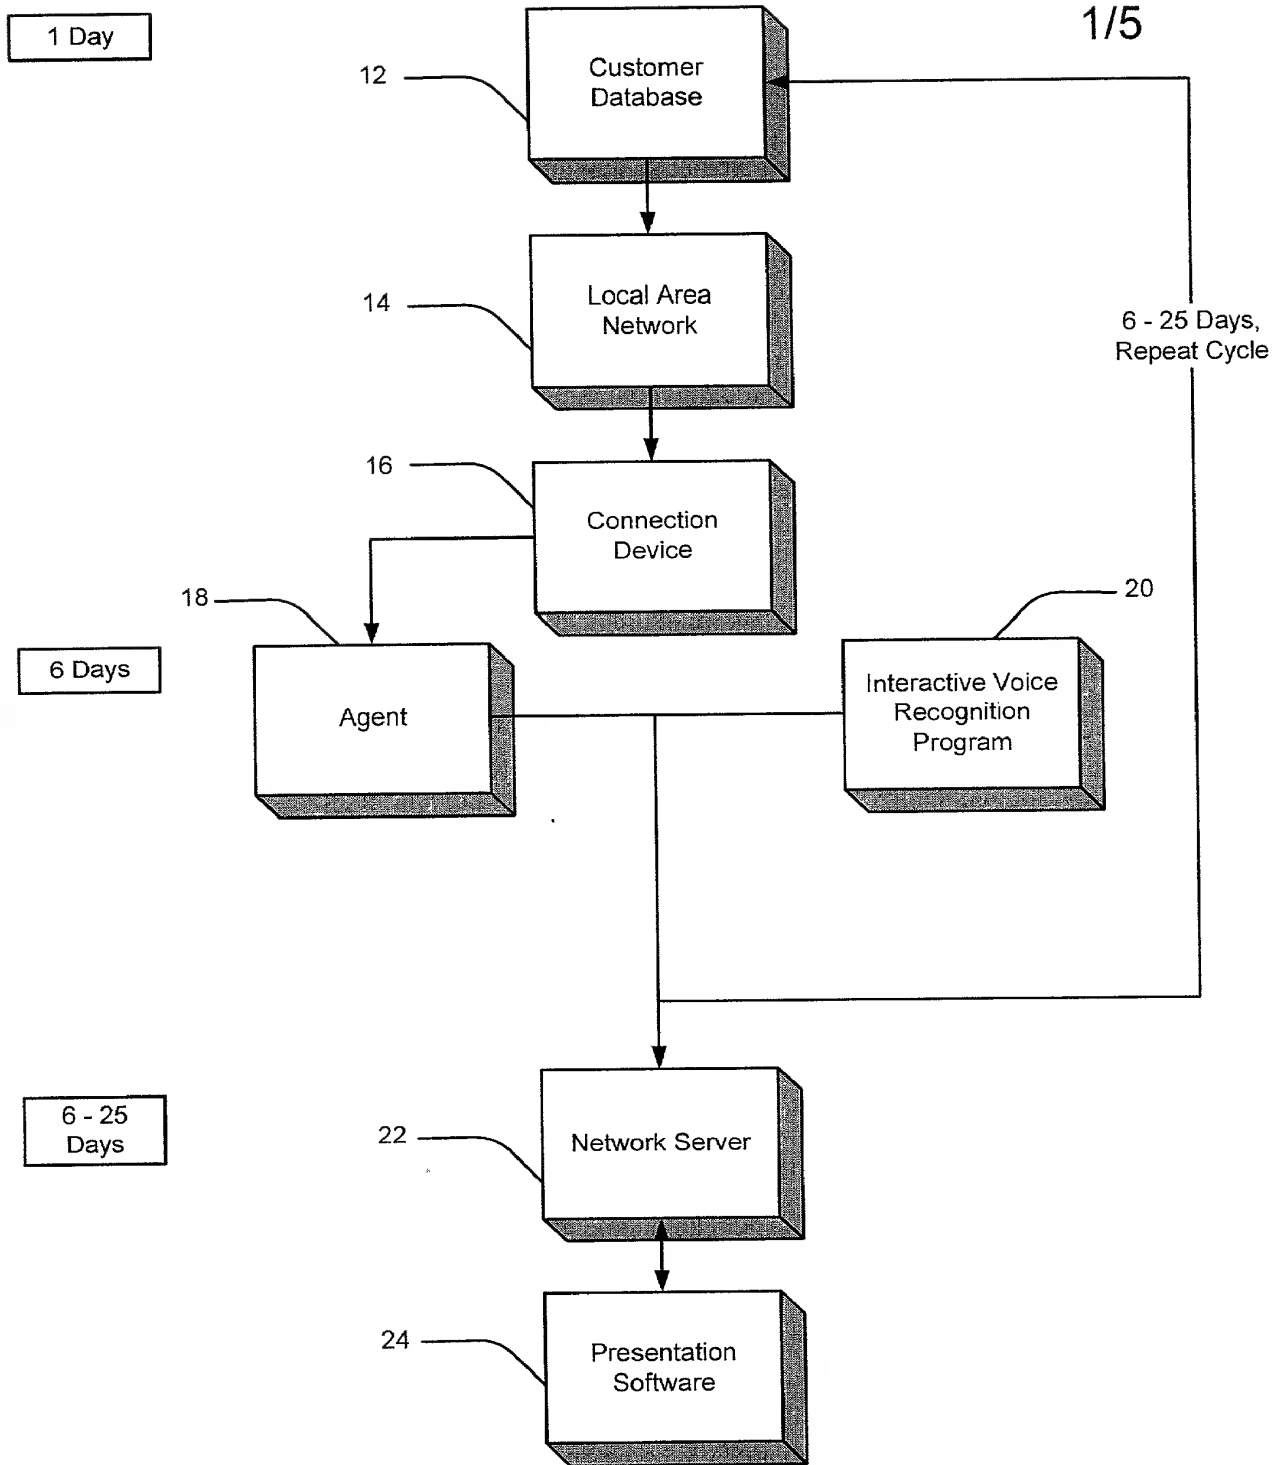 1/5
1 Day
12
Customer
Database
14
Local Area
Network
6 - 25 Days,
Repeat Cycle
16
Connection
Device
18
20
6 Days
Agent
Interactive Voice
Recognition
Program
6 - 25
Days
22
Network Server
24
Presentation
Software